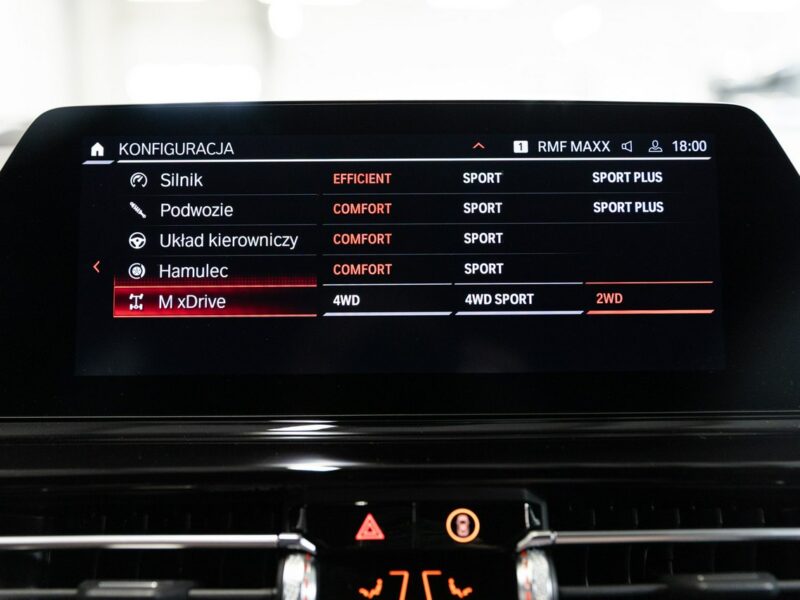 KONFIGURACJA 1 RMF MAXX 18:00
Silnik EFFICIENT SPORT SPORT PLUS
Podwozie COMFORT SPORT SPORT PLUS
Układ kierowniczy COMFORT SPORT
Hamulec COMFORT SPORT
M xDrive 4WD 4WD SPORT 2WD